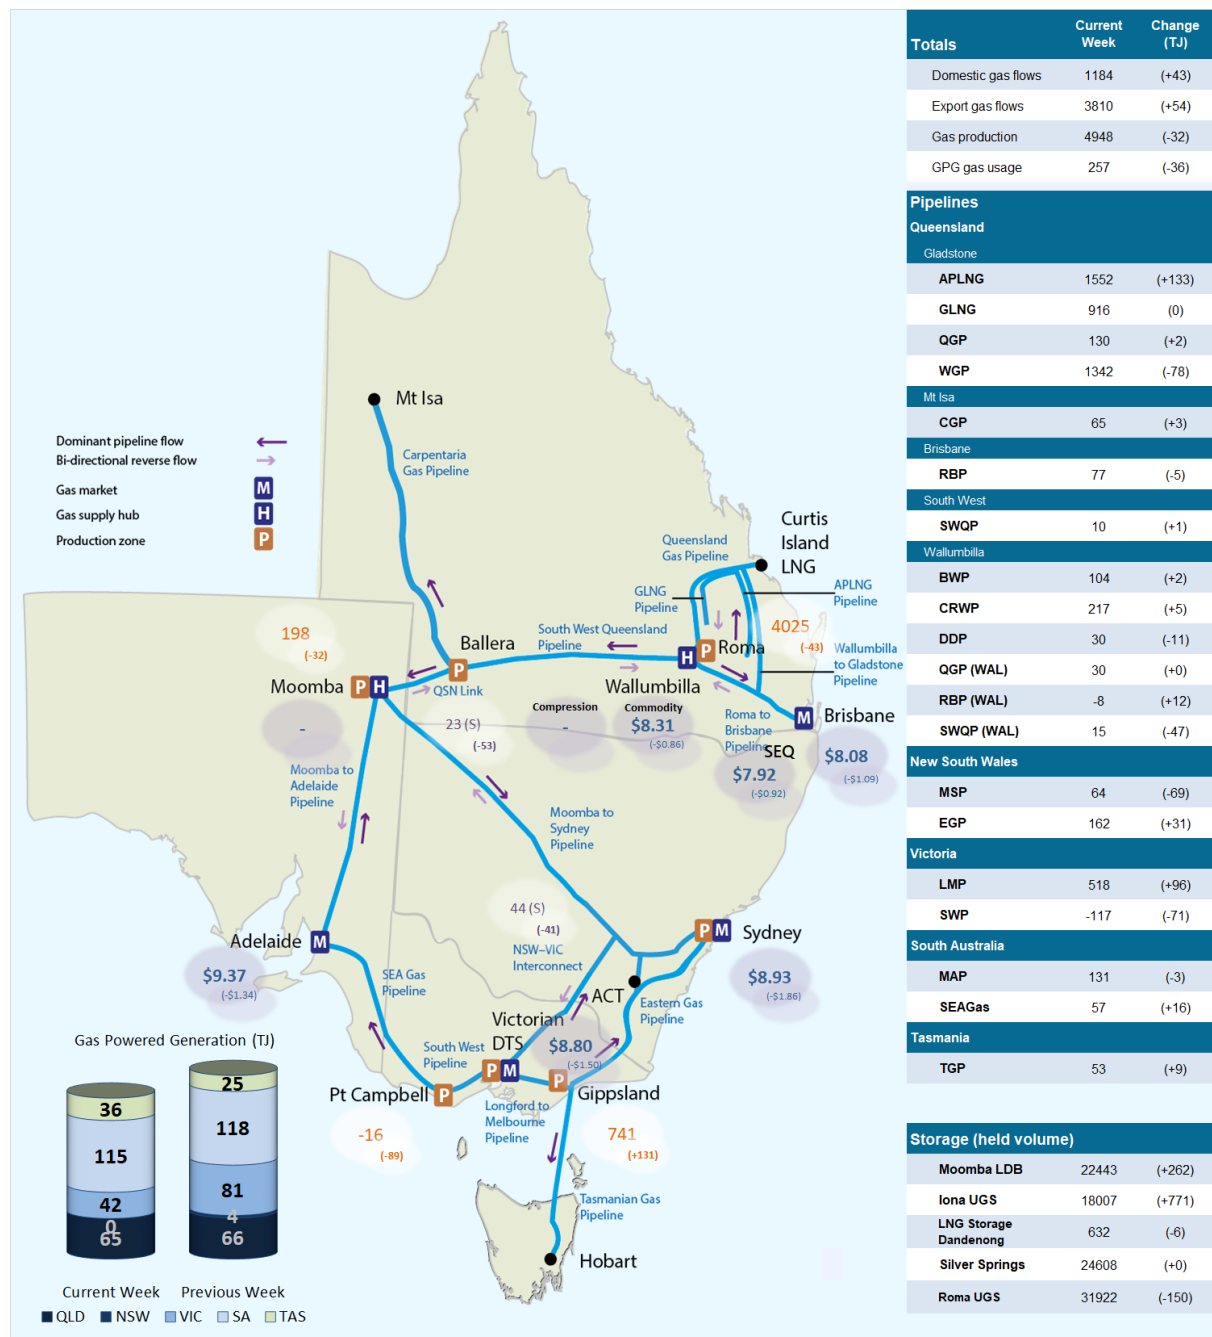 Dominant pipeline flow
Bi-directional reverse flow
Gas market M
Gas supply hub H
Production zone P
Mt Isa
Carpentaria
Gas Pipeline
Curtis
Island
LNG
Queensland
Gas Pipeline
GLNG
Pipeline
APLNG
Pipeline
4025
(-43)
198
(-32)
Ballera
P
South West Queensland
Pipeline
H P Roma
Wallumbilla
to Gladstone
Pipeline
Moomba P H
QSN Link
Wallumbilla
-
23 (S)
(-53)
Compression
-
Commodity
$8.31
(-$0.86)
Roma to
Brisbane
Pipeline
M Brisbane
SEQ
$7.92
(-$0.92)
$8.08
(-$1.09)
Moomba to
Adelaide
Pipeline
Moomba to
Sydney
Pipeline
44 (S)
(-41)
NSW–VIC
Interconnect
Adelaide M
$9.37
(-$1.34)
P M Sydney
$8.93
(-$1.86)
SEA Gas
Pipeline
ACT
Eastern Gas
Pipeline
Victorian
DTS
$8.80
(-$1.50)
South West
Pipeline
P M
P
Pt Campbell P
Gippsland
-16
(-89)
Longford to
Melbourne
Pipeline
741
(+131)
Tasmanian Gas
Pipeline
Hobart
Gas Powered Generation (TJ)
36
115
42
0
65
25
118
81
4
66
Current Week Previous Week
QLD NSW VIC SA TAS
Totals Current Week Change (TJ)
Domestic gas flows 1184 (+43)
Export gas flows 3810 (+54)
Gas production 4948 (-32)
GPG gas usage 257 (-36)
Pipelines
Queensland
Gladstone
APLNG 1552 (+133)
GLNG 916 (0)
QGP 130 (+2)
WGP 1342 (-78)
Mt Isa
CGP 65 (+3)
Brisbane
RBP 77 (-5)
South West
SWQP 10 (+1)
Wallumbilla
BWP 104 (+2)
CRWP 217 (+5)
DDP 30 (-11)
QGP (WAL) 30 (+0)
RBP (WAL) -8 (+12)
SWQP (WAL) 15 (-47)
New South Wales
MSP 64 (-69)
EGP 162 (+31)
Victoria
LMP 518 (+96)
SWP -117 (-71)
South Australia
MAP 131 (-3)
SEAGas 57 (+16)
Tasmania
TGP 53 (+9)
Storage (held volume)
Moomba LDB 22443 (+262)
Iona UGS 18007 (+771)
LNG Storage
Dandenong 632 (-6)
Silver Springs 24608 (+0)
Roma UGS 31922 (-150)